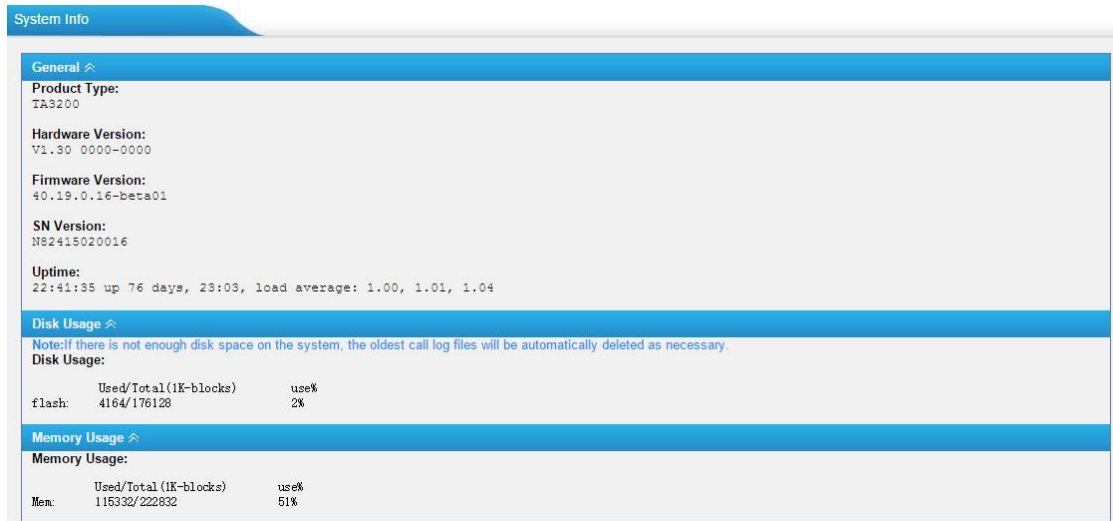 System Info
General
Product Type:
TA3200
Hardware Version:
V1.30 0000-0000
Firmware Version:
40.19.0.16-beta01
SN Version:
N82415020016
Uptime:
22:41:35 up 76 days, 23:03, load average: 1.00, 1.01, 1.04
Disk Usage
Note:If there is not enough disk space on the system, the oldest call log files will be automatically deleted as necessary.
Disk Usage:
Used/Total(1K-blocks) use%
flash: 4164/176128 2%
Memory Usage
Memory Usage:
Used/Total(1K-blocks) use%
Mem: 115332/222832 51%